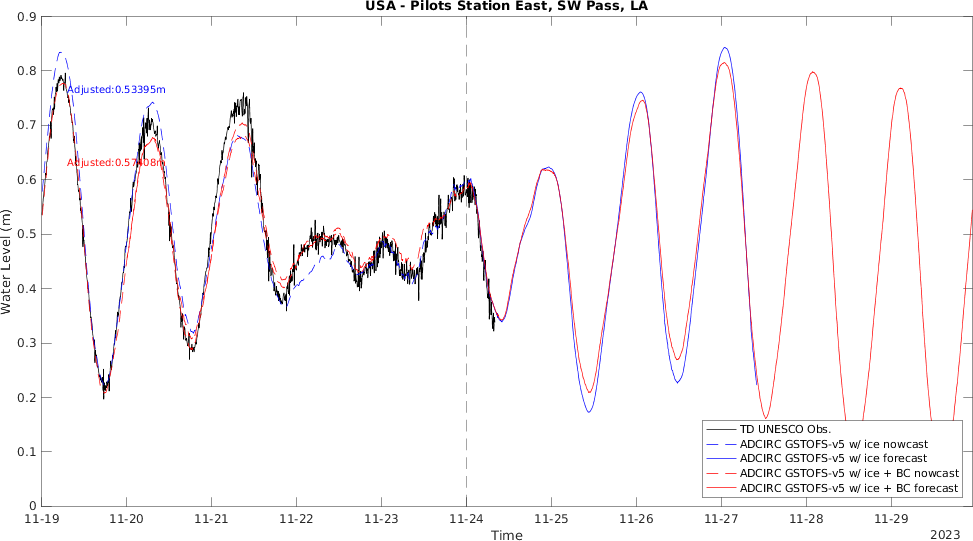 USA - Pilots Station East, SW Pass, LA
0.9
0.8
0.7
0.6
0.5
0.4
0.3
0.2
0.1
0
Water Level (m)
Adjusted:0.53395m
Adjusted:0.57408m
TD UNESCO Obs.
ADCIRC GSTOFS-v5 w/ ice nowcast
ADCIRC GSTOFS-v5 w/ ice forecast
ADCIRC GSTOFS-v5 w/ ice + BC nowcast
ADCIRC GSTOFS-v5 w/ ice + BC forecast
11-19 11-20 11-21 11-22 11-23 11-24 11-25 11-26 11-27 11-28 11-29
Time
2023